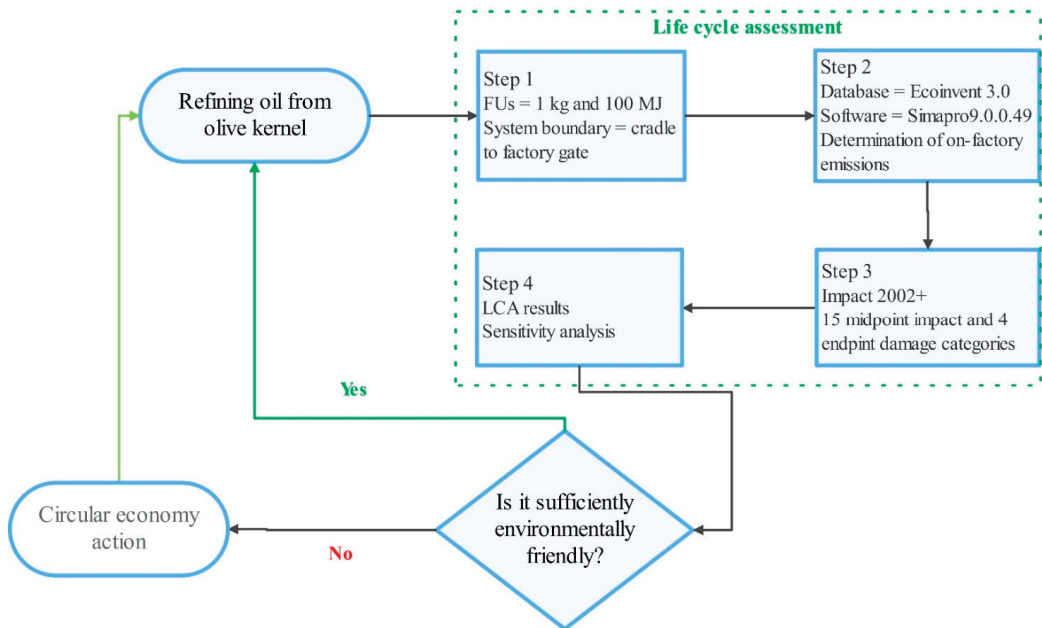 Life cycle assessment
Refining oil from
olive kernel
Step 1
FUs = 1 kg and 100 MJ
System boundary = cradle
to factory gate
Step 2
Database = Ecoinvent 3.0
Software = Simapro9.0.0.49
Determination of on-factory
emissions
Step 3
Impact 2002+
15 midpoint impact and 4
endpint damage categories
Step 4
LCA results
Sensitivity analysis
Yes
Is it sufficiently
environmentally
friendly?
No
Circular economy
action